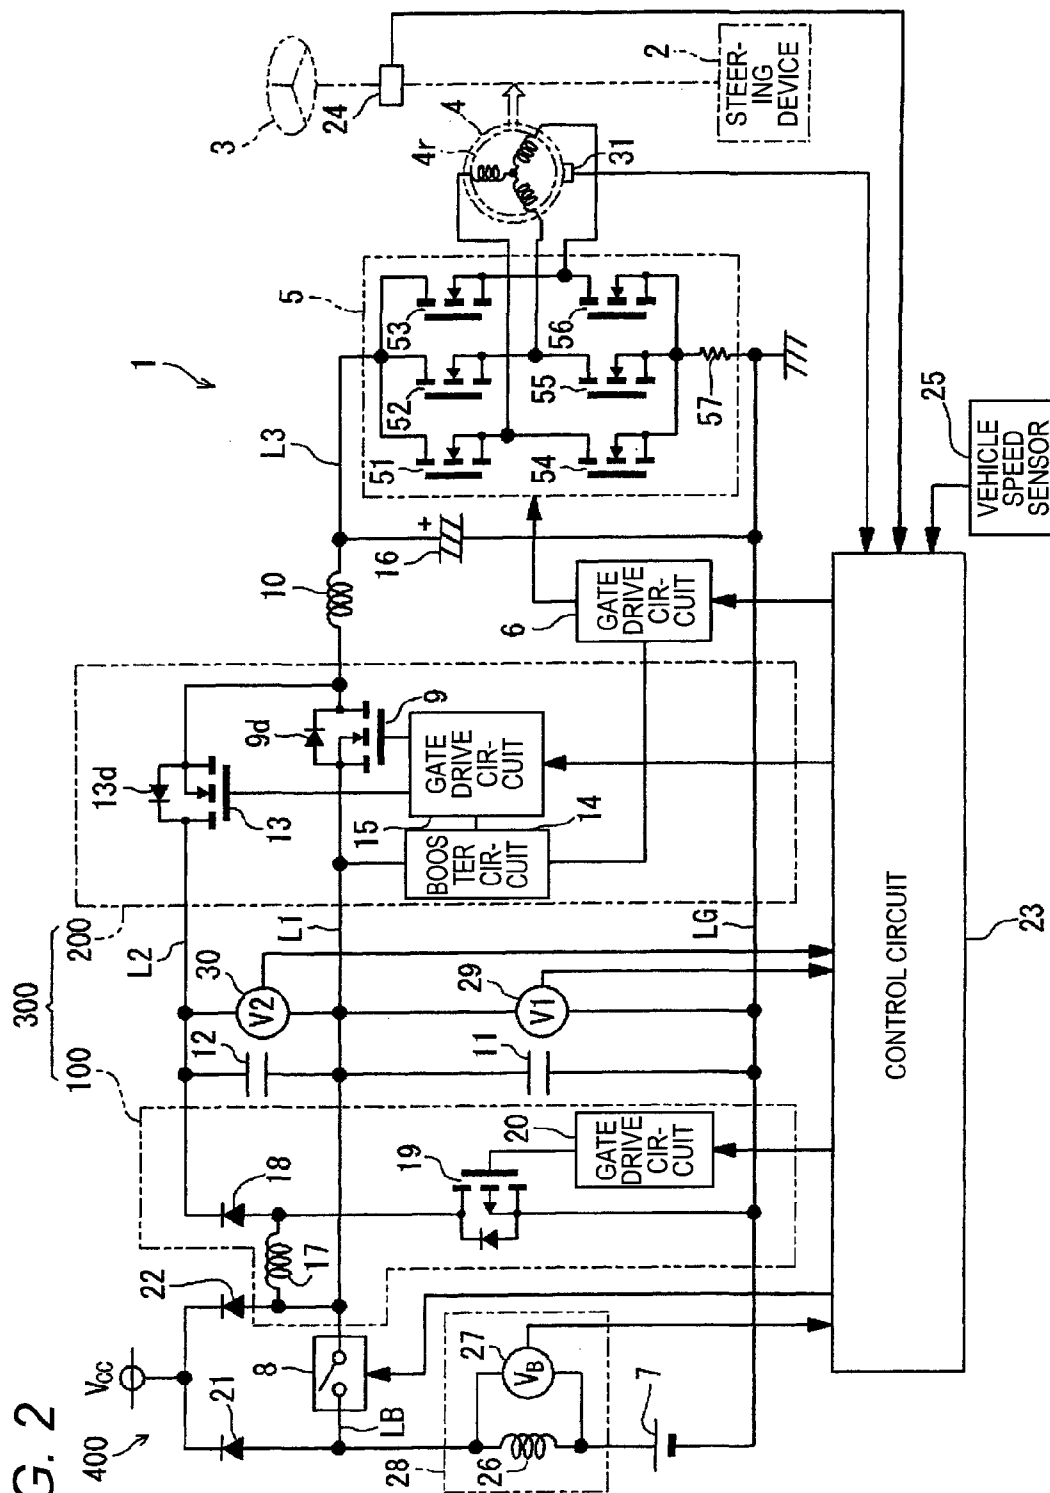 G. 2
400
Vcc
300
100
200
1
3
24
2
STEER-
ING
DEVICE
4
4r
31
5
L3
10
16
+
51
52
53
54
55
56
57
6
GATE
DRIVE
CIR-
CUIT
13d
13
9d
9
GATE
DRIVE
CIR-
CUIT
15
14
BOOS
TER
CIR-
CUIT
L2
L1
LG
30
V2
12
29
V1
11
18
17
22
21
19
20
GATE
DRIVE
CIR-
CUIT
8
LB
27
VB
28
26
7
CONTROL CIRCUIT
23
25
VEHICLE
SPEED
SENSOR